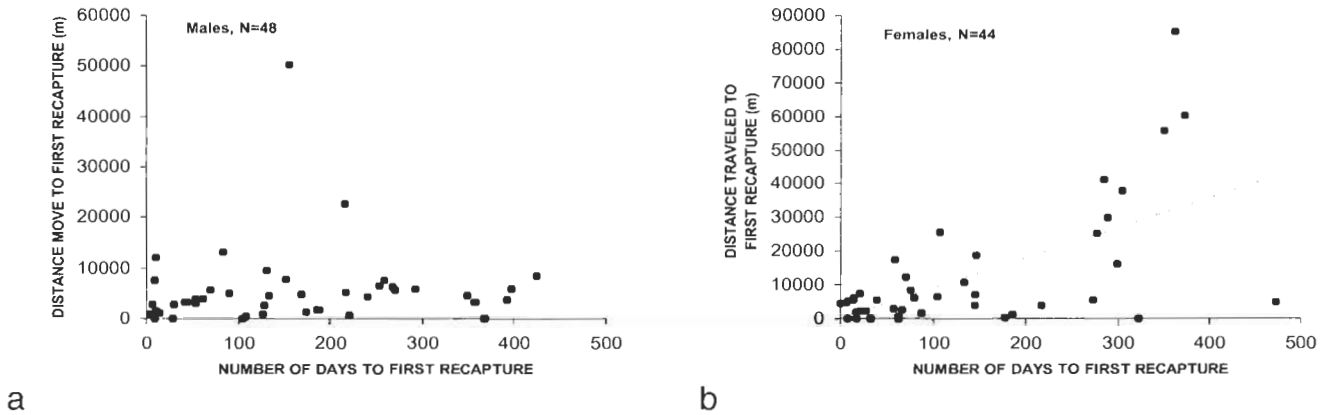 Males, N=48
DISTANCE MOVE TO FIRST RECAPTURE (m)
60000
50000
40000
30000
20000
10000
0
0 100 200 300 400 500
NUMBER OF DAYS TO FIRST RECAPTURE
a
Females, N=44
DISTANCE TRAVELED TO
FIRST RECAPTURE (m)
90000
80000
70000
60000
50000
40000
30000
20000
10000
0
0 100 200 300 400 500
NUMBER OF DAYS TO FIRST RECAPTURE
b